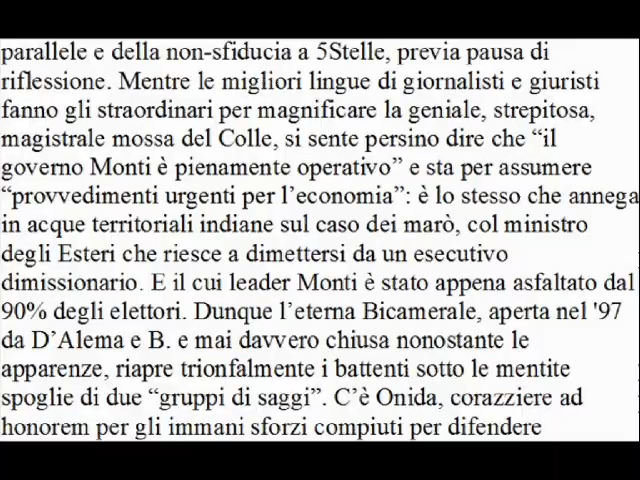 parallele e della non-sfiducia a 5Stelle, previa pausa di
riflessione. Mentre le migliori lingue di giornalisti e giuristi
fanno gli straordinari per magnificare la geniale, strepitosa,
magistrale mossa del Colle, si sente persino dire che “il
governo Monti è pienamente operativo” e sta per assumere
“provvedimenti urgenti per l’economia”: è lo stesso che annega
in acque territoriali indiane sul caso dei marò, col ministro
degli Esteri che riesce a dimettersi da un esecutivo
dimissionario. E il cui leader Monti è stato appena asfaltato dal
90% degli elettori. Dunque l’eterna Bicamerale, aperta nel '97
da D’Alema e B. e mai davvero chiusa nonostante le
apparenze, riapre trionfalmente i battenti sotto le mentite
spoglie di due “gruppi di saggi”. C’è Onida, corazziere ad
honorem per gli immani sforzi compiuti per difendere